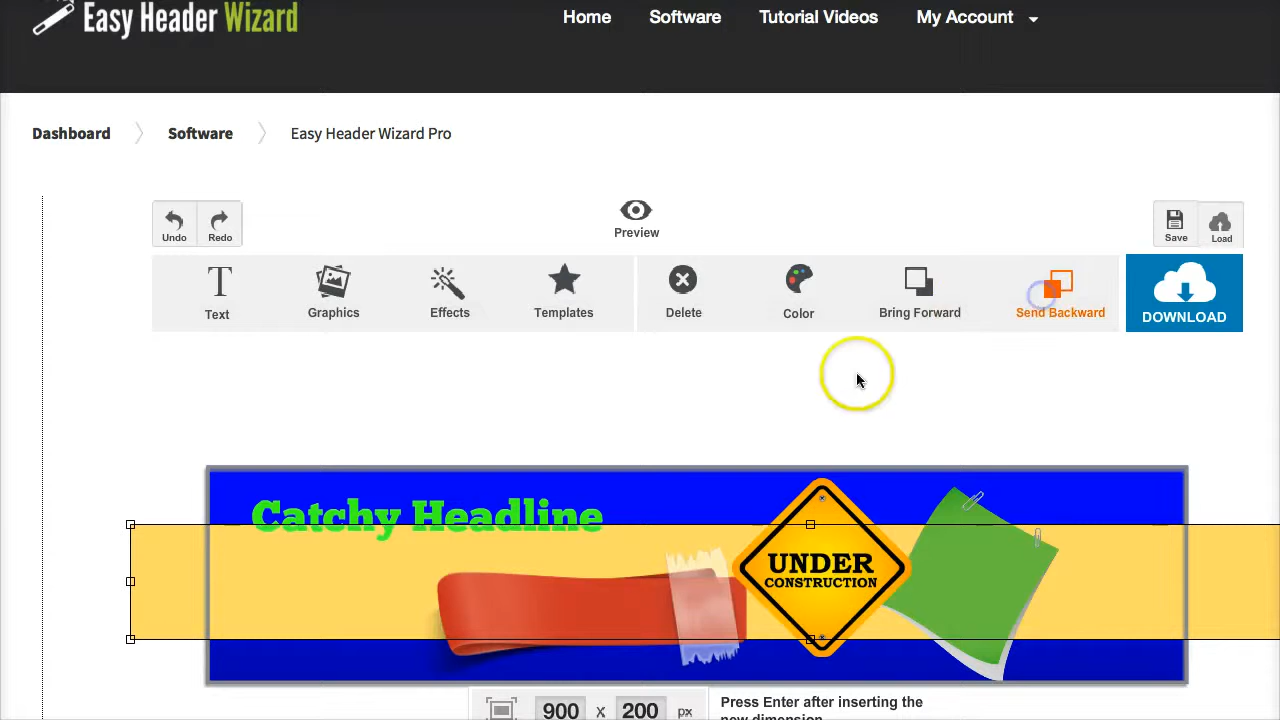 Easy Header Wizard
Home Software Tutorial Videos My Account
Dashboard Software Easy Header Wizard Pro
Undo Redo
Preview
Save Load
Text Graphics Effects Templates Delete Color Bring Forward Send Backward DOWNLOAD
Catchy Headline
UNDER
CONSTRUCTION
900 x 200 px
Press Enter after inserting the
new dimension